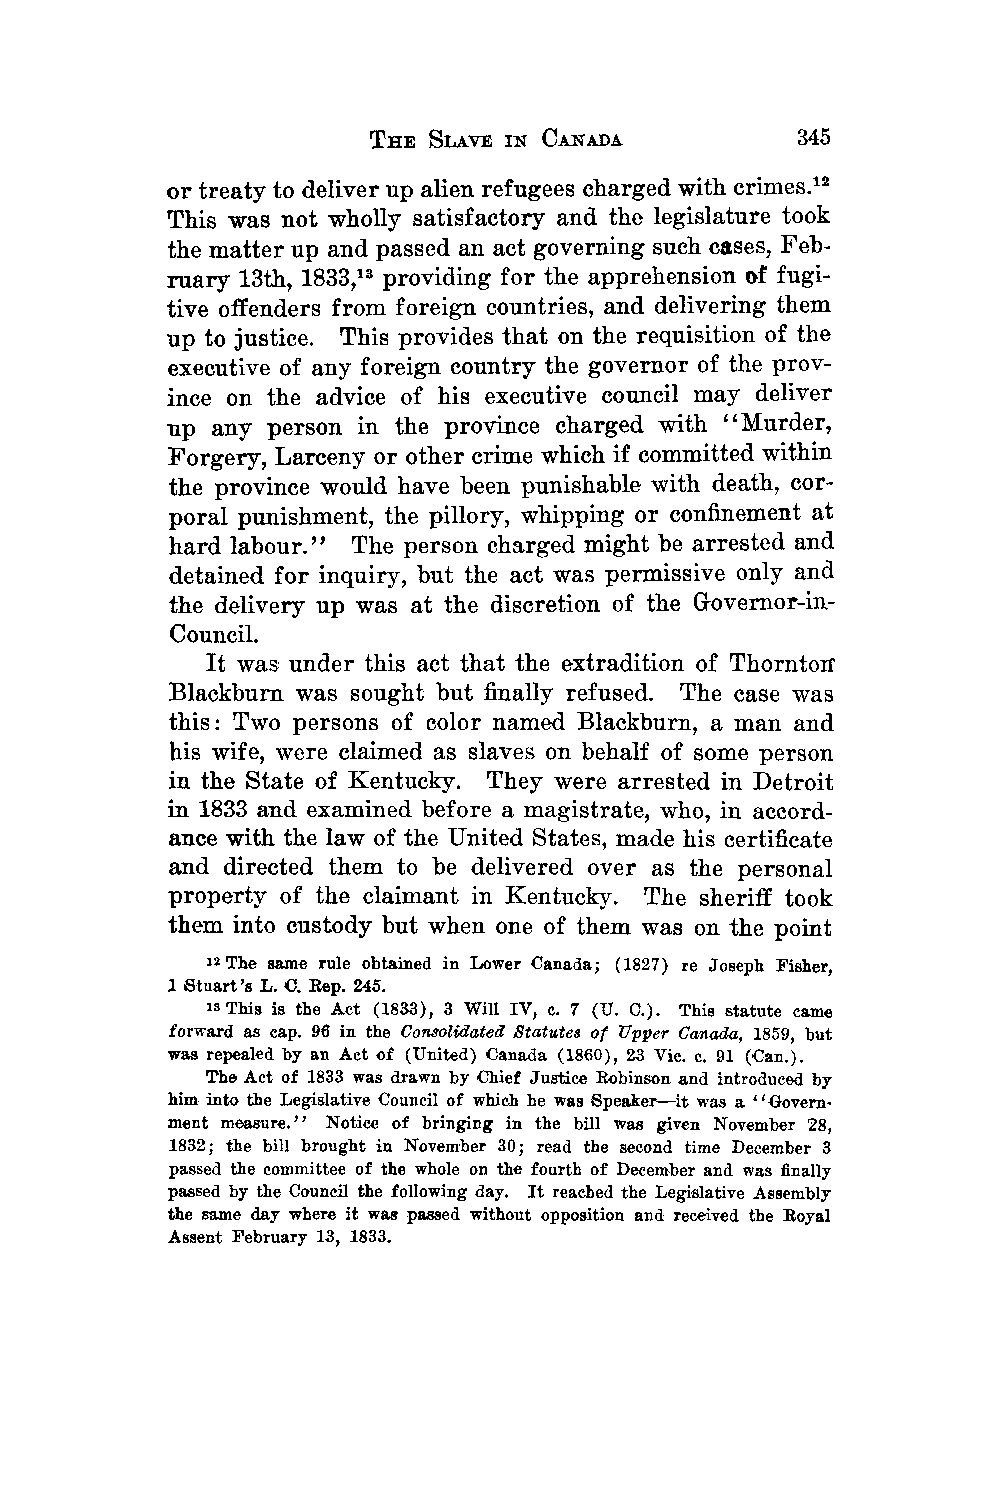 THE SLAVE IN CANADA 345
or treaty to deliver up alien refugees charged with crimes.¹²
This was not wholly satisfactory and the legislature took
the matter up and passed an act governing such cases, Feb-
ruary 13th, 1833,¹³ providing for the apprehension of fugi-
tive offenders from foreign countries, and delivering them
up to justice. This provides that on the requisition of the
executive of any foreign country the governor of the prov-
ince on the advice of his executive council may deliver
up any person in the province charged with "Murder,
Forgery, Larceny or other crime which if committed within
the province would have been punishable with death, cor-
poral punishment, the pillory, whipping or confinement at
hard labour." The person charged might be arrested and
detained for inquiry, but the act was permissive only and
the delivery up was at the discretion of the Governor-in-
Council.
It was under this act that the extradition of Thornton
Blackburn was sought but finally refused. The case was
this: Two persons of color named Blackburn, a man and
his wife, were claimed as slaves on behalf of some person
in the State of Kentucky. They were arrested in Detroit
in 1833 and examined before a magistrate, who, in accord-
ance with the law of the United States, made his certificate
and directed them to be delivered over as the personal
property of the claimant in Kentucky. The sheriff took
them into custody but when one of them was on the point
¹² The same rule obtained in Lower Canada; (1827) re Joseph Fisher,
1 Stuart's L. C. Rep. 245.
¹³ This is the Act (1833), 3 Will IV, c. 7 (U. C.). This statute came
forward as cap. 96 in the Consolidated Statutes of Upper Canada, 1859, but
was repealed by an Act of (United) Canada (1860), 23 Vic. c. 91 (Can.).
The Act of 1833 was drawn by Chief Justice Robinson and introduced by
him into the Legislative Council of which he was Speaker—it was a "Govern-
ment measure." Notice of bringing in the bill was given November 28,
1832; the bill brought in November 30; read the second time December 3
passed the committee of the whole on the fourth of December and was finally
passed by the Council the following day. It reached the Legislative Assembly
the same day where it was passed without opposition and received the Royal
Assent February 13, 1833.